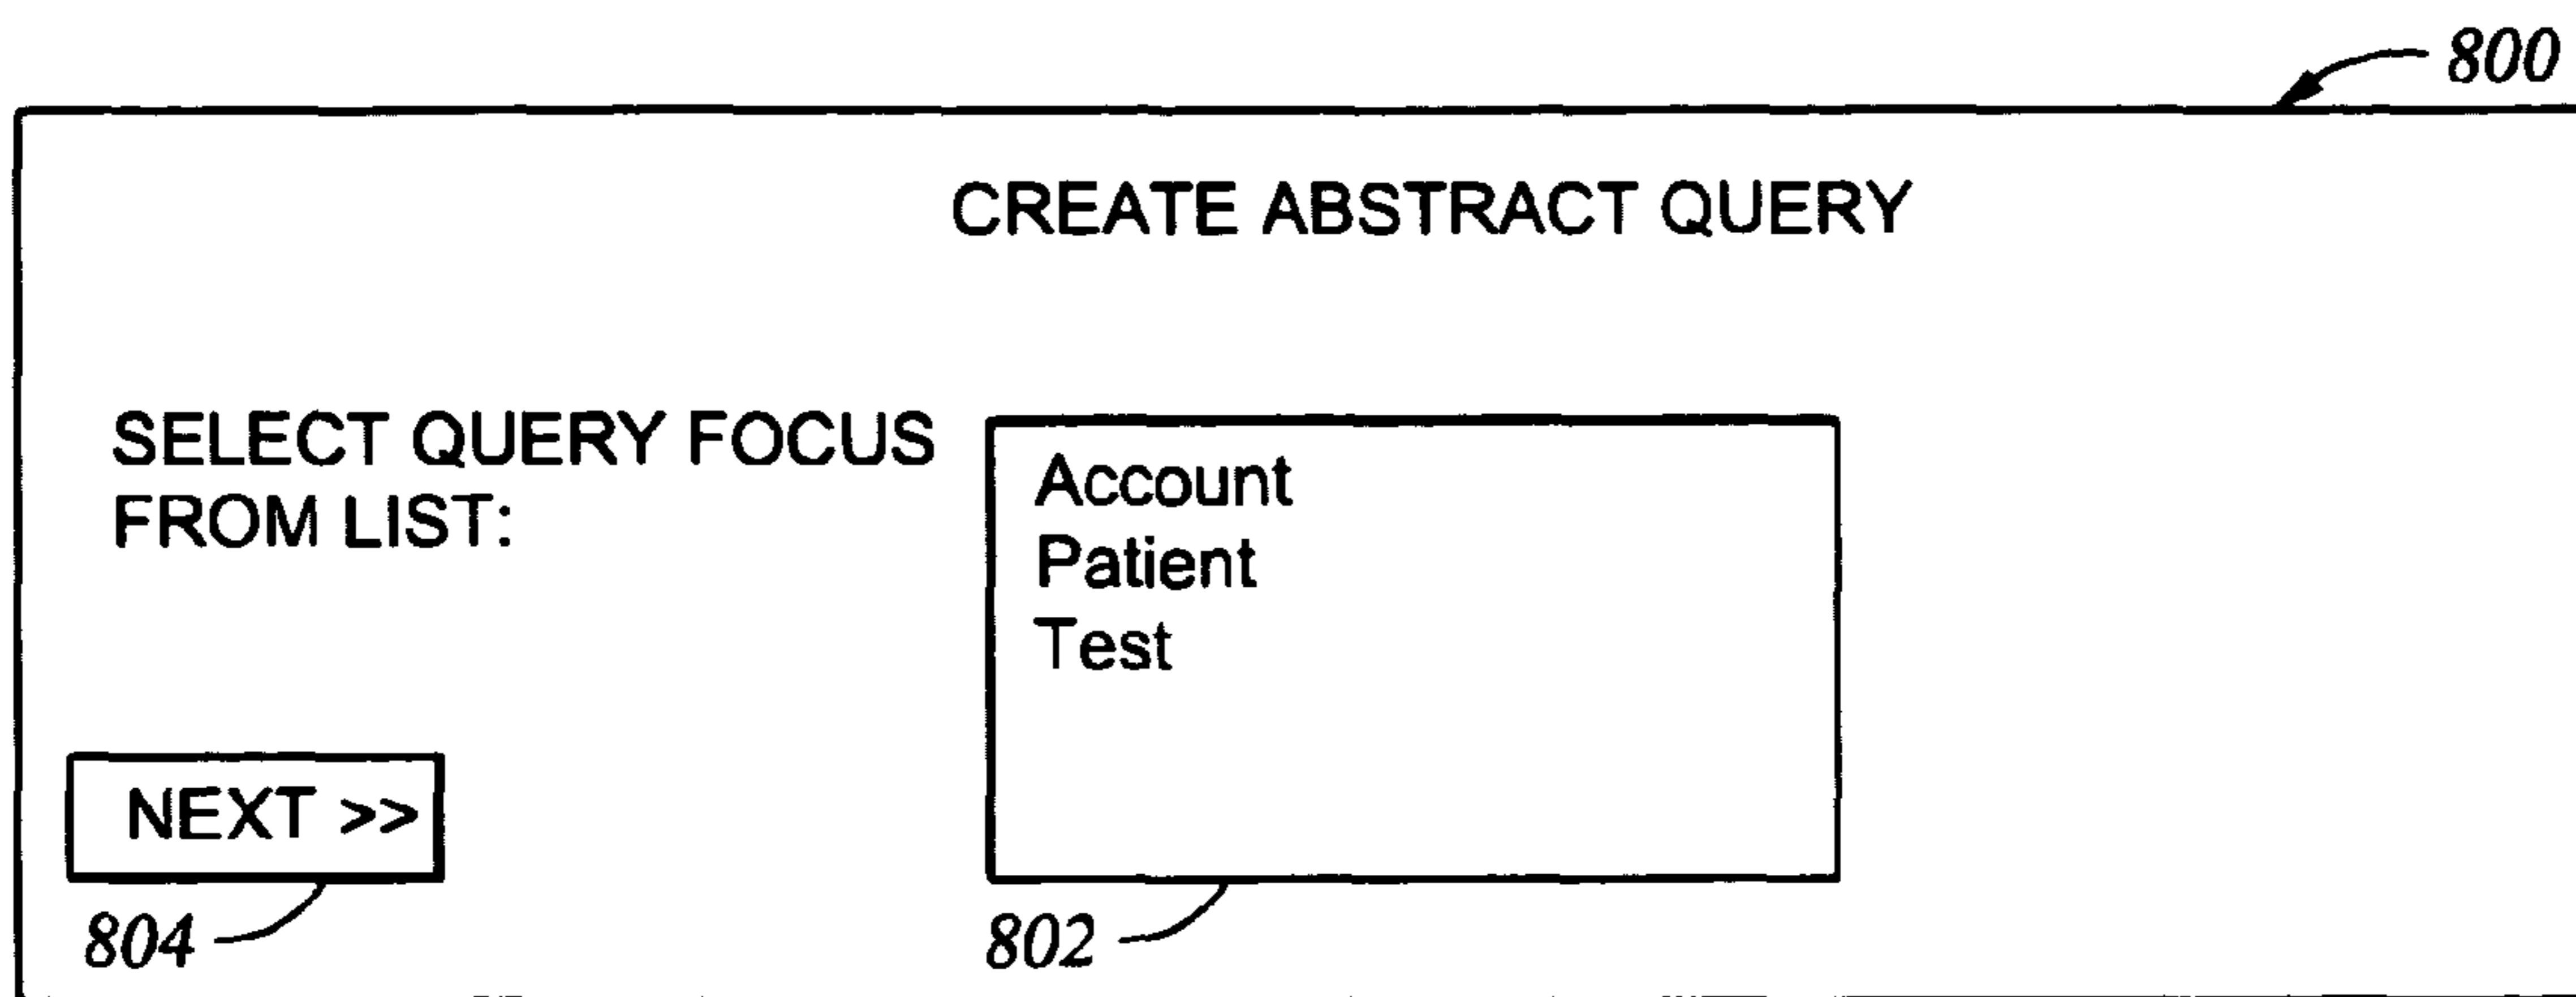 800
CREATE ABSTRACT QUERY
SELECT QUERY FOCUS
FROM LIST:
Account
Patient
Test
NEXT >>
804
802